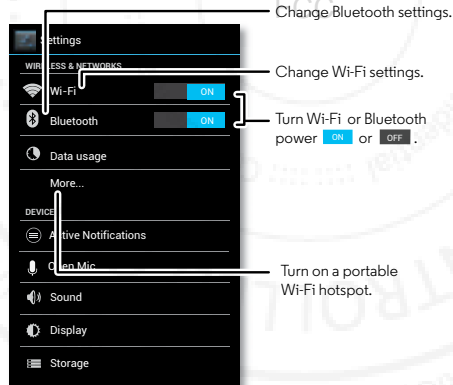 Change Bluetooth settings.
Settings
WIRELESS & NETWORKS
Wi-Fi
ON
Change Wi-Fi settings.
Bluetooth
ON
Turn Wi-Fi or Bluetooth
power ON or OFF .
Data usage
More...
DEVICE
Active Notifications
Open Mic
Turn on a portable
Wi-Fi hotspot.
Sound
Display
Storage